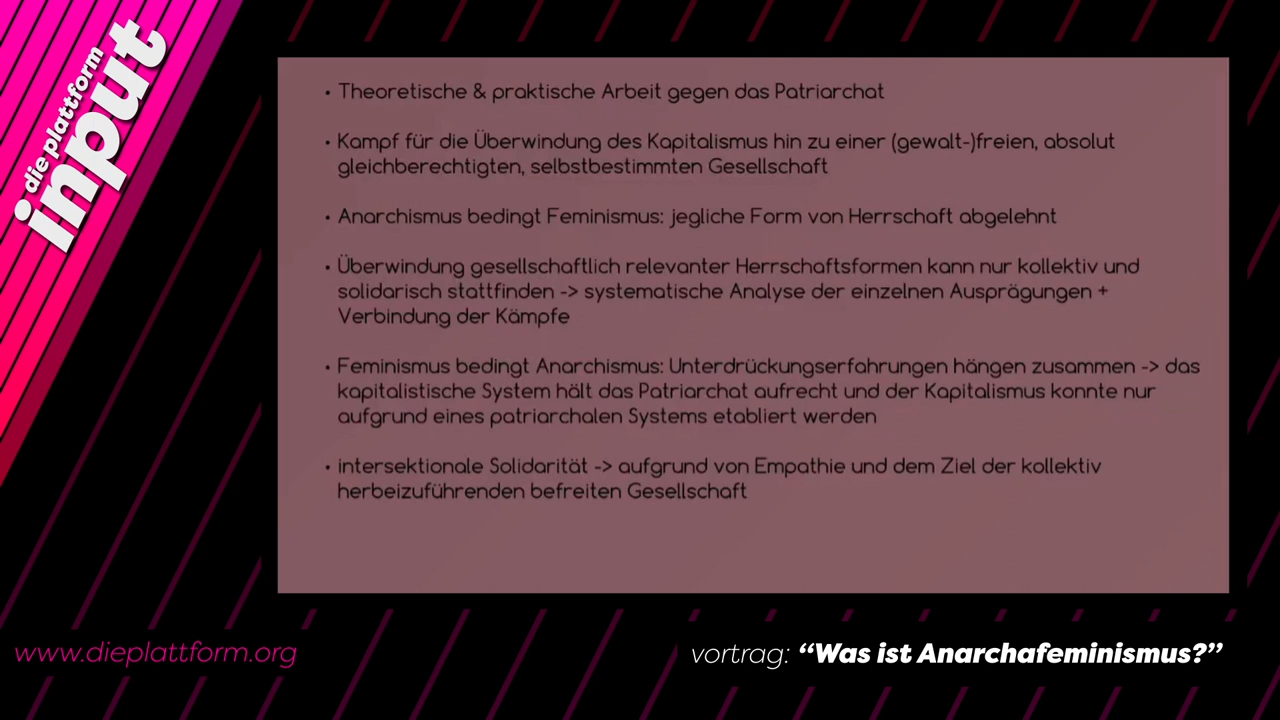 die plattform
input
• Theoretische & praktische Arbeit gegen das Patriarchat
• Kampf für die Überwindung des Kapitalismus hin zu einer (gewalt-)freien, absolut
gleichberechtigten, selbstbestimmten Gesellschaft
• Anarchismus bedingt Feminismus: jegliche Form von Herrschaft abgelehnt
• Überwindung gesellschaftlich relevanter Herrschaftsformen kann nur kollektiv und
solidarisch stattfinden -> systematische Analyse der einzelnen Ausprägungen +
Verbindung der Kämpfe
• Feminismus bedingt Anarchismus: Unterdrückungserfahrungen hängen zusammen -> das
kapitalistische System hält das Patriarchat aufrecht und der Kapitalismus konnte nur
aufgrund eines patriarchalen Systems etabliert werden
• intersektionale Solidarität -> aufgrund von Empathie und dem Ziel der kollektiv
herbeizuführenden befreiten Gesellschaft
www.dieplattform.org
vortrag: “Was ist Anarchafeminismus?”